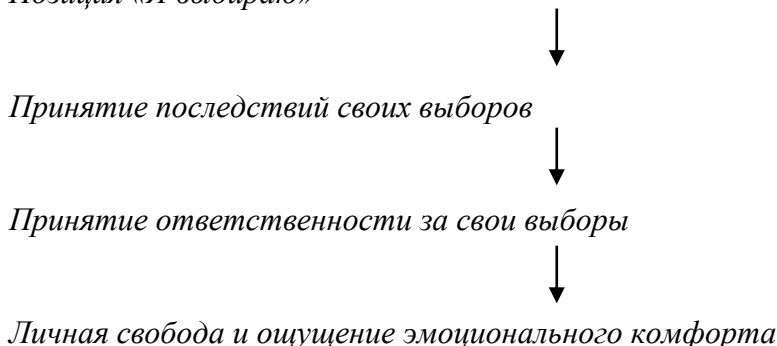 Позиция «Я выбираю»
Принятие последствий своих выборов
Принятие ответственности за свои выборы
Личная свобода и ощущение эмоционального комфорта